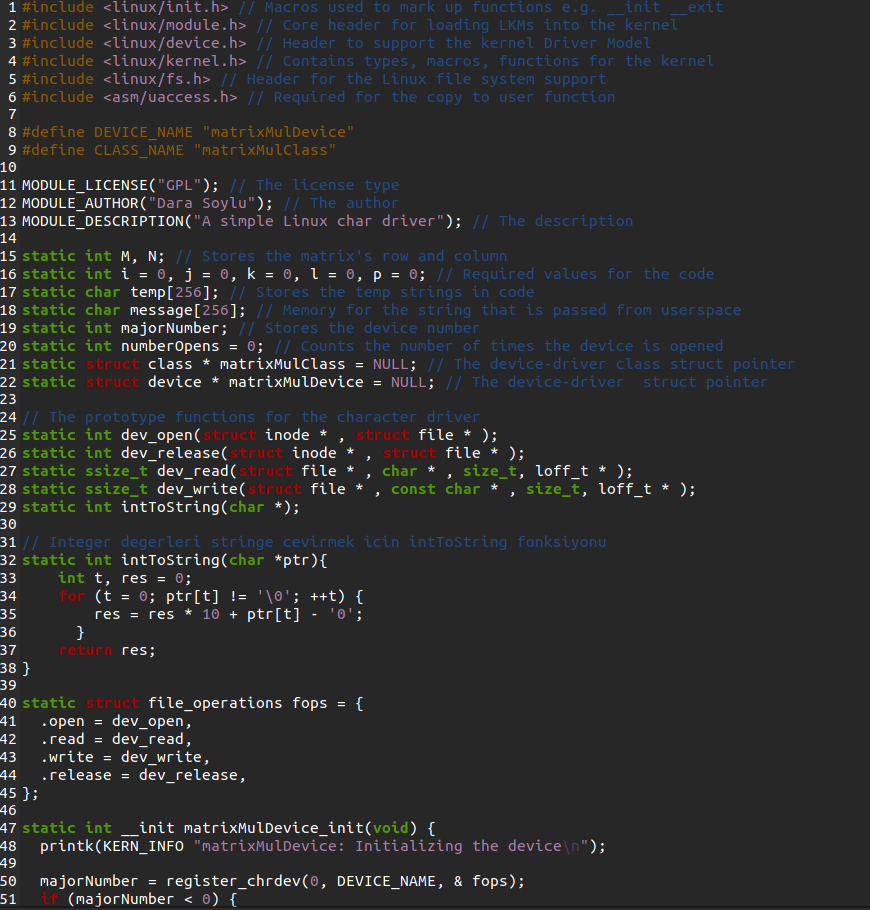 1 #include <linux/init.h> // Macros used to mark up functions e.g. __init __exit
2 #include <linux/module.h> // Core header for loading LKMs into the kernel
3 #include <linux/device.h> // Header to support the kernel Driver Model
4 #include <linux/kernel.h> // Contains types, macros, functions for the kernel
5 #include <linux/fs.h> // Header for the Linux file system support
6 #include <asm/uaccess.h> // Required for the copy to user function
7
8 #define DEVICE_NAME "matrixMulDevice"
9 #define CLASS_NAME "matrixMulClass"
10
11 MODULE_LICENSE("GPL"); // The license type
12 MODULE_AUTHOR("Dara Soylu"); // The author
13 MODULE_DESCRIPTION("A simple Linux char driver"); // The description
14
15 static int M, N; // Stores the matrix's row and column
16 static int i = 0, j = 0, k = 0, l = 0, p = 0; // Required values for the code
17 static char temp[256]; // Stores the temp strings in code
18 static char message[256]; // Memory for the string that is passed from userspace
19 static int majorNumber; // Stores the device number
20 static int numberOpens = 0; // Counts the number of times the device is opened
21 static struct class * matrixMulClass = NULL; // The device-driver class struct pointer
22 static struct device * matrixMulDevice = NULL; // The device-driver  struct pointer
23
24 // The prototype functions for the character driver
25 static int dev_open(struct inode * , struct file * );
26 static int dev_release(struct inode * , struct file * );
27 static ssize_t dev_read(struct file * , char * , size_t, loff_t * );
28 static ssize_t dev_write(struct file * , const char * , size_t, loff_t * );
29 static int intToString(char *);
30
31 // Integer degerleri stringe cevirmek icin intToString fonksiyonu
32 static int intToString(char *ptr){
33     int t, res = 0;
34     for (t = 0; ptr[t] != '\0'; ++t) {
35         res = res * 10 + ptr[t] - '0';
36       }
37     return res;
38 }
39
40 static struct file_operations fops = {
41   .open = dev_open,
42   .read = dev_read,
43   .write = dev_write,
44   .release = dev_release,
45 };
46
47 static int __init matrixMulDevice_init(void) {
48   printk(KERN_INFO "matrixMulDevice: Initializing the device\n");
49
50   majorNumber = register_chrdev(0, DEVICE_NAME, & fops);
51   if (majorNumber < 0) {